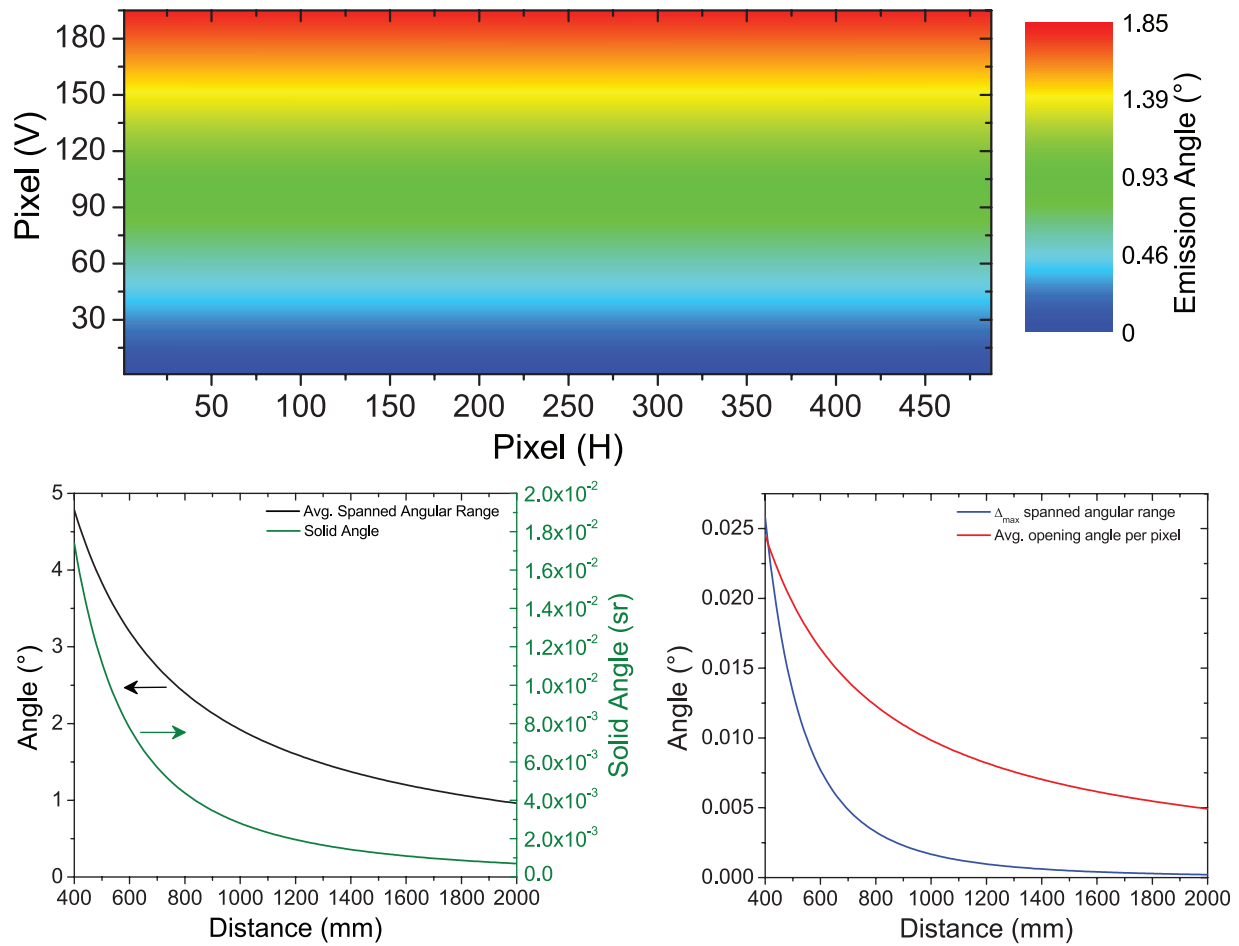 180
150
120
90
60
30
Pixel (V)
50 100 150 200 250 300 350 400 450
Pixel (H)
1.85
1.39
0.93
0.46
0
Emission Angle (°)
5
4
3
2
1
0
Angle (°)
Avg. Spanned Angular Range
Solid Angle
2.0x10⁻²
1.8x10⁻²
1.6x10⁻²
1.4x10⁻²
1.2x10⁻²
1.0x10⁻²
8.0x10⁻³
6.0x10⁻³
4.0x10⁻³
2.0x10⁻³
0.0
Solid Angle (sr)
400 600 800 1000 1200 1400 1600 1800 2000
Distance (mm)
0.025
0.020
0.015
0.010
0.005
0.000
Angle (°)
Δmax spanned angular range
Avg. opening angle per pixel
400 600 800 1000 1200 1400 1600 1800 2000
Distance (mm)